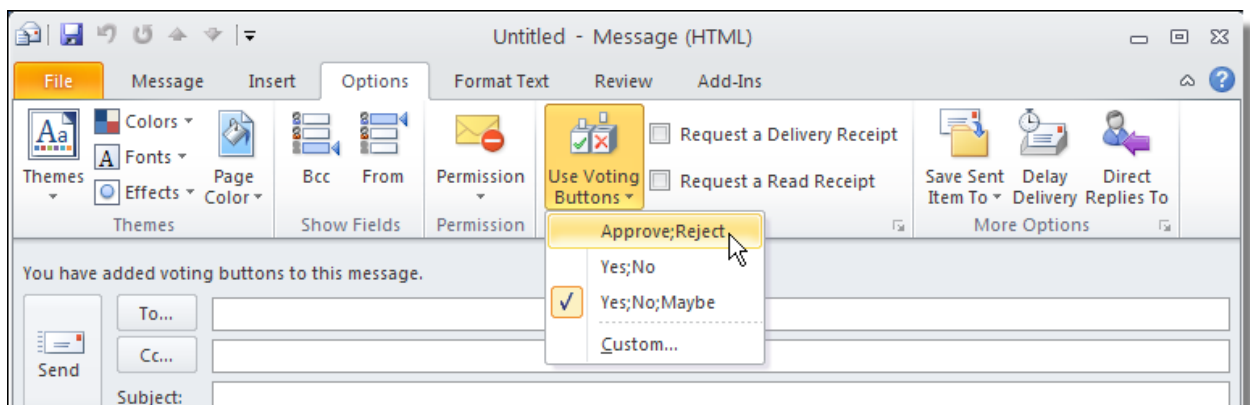 Untitled - Message (HTML)
File Message Insert Options Format Text Review Add-Ins
Aa Themes
Colors
A Fonts
Effects
Page Color
Themes
Bcc From
Show Fields
Permission
Permission
Use Voting Buttons
Request a Delivery Receipt
Request a Read Receipt
Save Sent Item To
Delay Delivery
Direct Replies To
More Options
Approve;Reject
Yes;No
Yes;No;Maybe
Custom...
You have added voting buttons to this message.
Send
To...
Cc...
Subject: